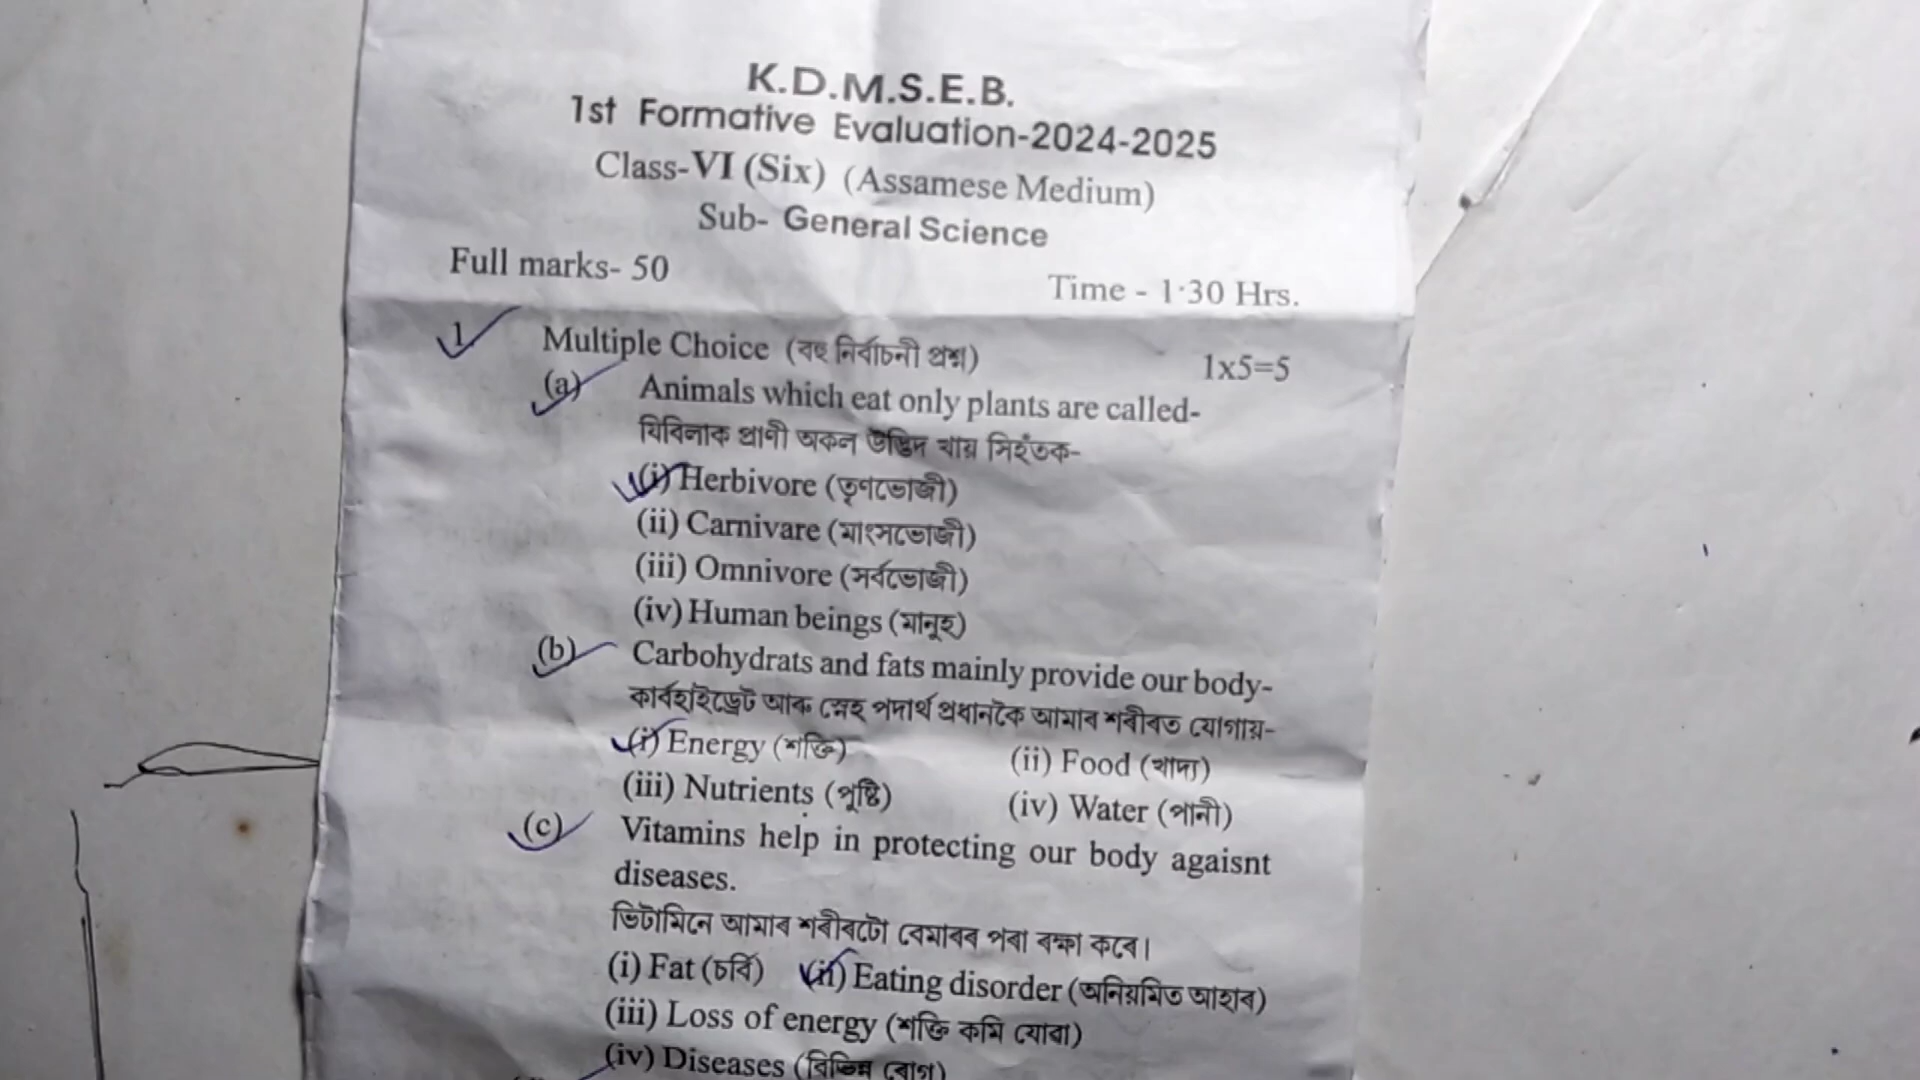 K.D.M.S.E.B.
1st Formative Evaluation-2024-2025
Class-VI (Six) (Assamese Medium)
Sub- General Science
Full marks- 50
Time - 1·30 Hrs.
1 Multiple Choice (বহু নিৰ্বাচনী প্ৰশ্ন) 1x5=5
(a) Animals which eat only plants are called-
যিবিলাক প্ৰাণী অকল উদ্ভিদ খায় সিহঁতক-
(i) Herbivore (তৃণভোজী)
(ii) Carnivare (মাংসভোজী)
(iii) Omnivore (সৰ্বভোজী)
(iv) Human beings (মানুহ)
(b) Carbohydrats and fats mainly provide our body-
কাৰ্বহাইড্ৰেট আৰু স্নেহ পদাৰ্থ প্ৰধানকৈ আমাৰ শৰীৰত যোগায়-
(i) Energy (শক্তি) (ii) Food (খাদ্য)
(iii) Nutrients (পুষ্টি) (iv) Water (পানী)
(c) Vitamins help in protecting our body agaisnt
diseases.
ভিটামিনে আমাৰ শৰীৰটো বেমাৰৰ পৰা ৰক্ষা কৰে।
(i) Fat (চৰ্বি) (ii) Eating disorder (অনিয়মিত আহাৰ)
(iii) Loss of energy (শক্তি কমি যোৱা)
(iv) Diseases (বিভিন্ন ৰোগ)